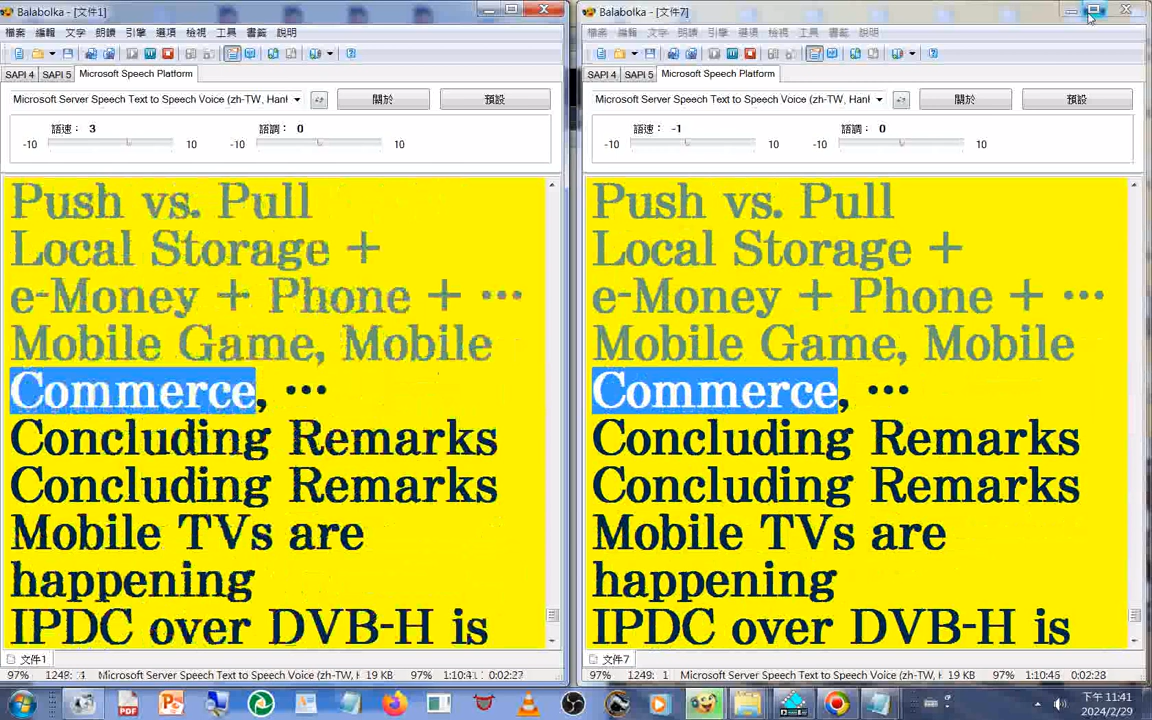 Balabolka - [文件1]
檔案 編輯 文字 朗讀 引擎 選項 檢視 工具 書籤 說明
SAPI 4 SAPI 5 Microsoft Speech Platform
Microsoft Server Speech Text to Speech Voice (zh-TW, Han
關於
預設
語速： 3
語調： 0
-10 10 -10 10
Push vs. Pull
Local Storage +
e-Money + Phone + ⋯
Mobile Game, Mobile
Commerce, ⋯
Concluding Remarks
Concluding Remarks
Mobile TVs are
happening
IPDC over DVB-H is
文件1
97% Microsoft Server Speech Text to Speech Voice (zh-TW, H 19 KB 97% 0:02:27
Balabolka - [文件7]
檔案 編輯 文字 朗讀 引擎 選項 檢視 工具 書籤 說明
SAPI 4 SAPI 5 Microsoft Speech Platform
Microsoft Server Speech Text to Speech Voice (zh-TW, Han
關於
預設
語速： -1
語調： 0
-10 10 -10 10
Push vs. Pull
Local Storage +
e-Money + Phone + ⋯
Mobile Game, Mobile
Commerce, ⋯
Concluding Remarks
Concluding Remarks
Mobile TVs are
happening
IPDC over DVB-H is
文件7
97% 1249: 1 Microsoft Server Speech Text to Speech Voice (zh-TW, H 19 KB 97% 1:10:45 0:02:28
下午 11:41
2024/2/29